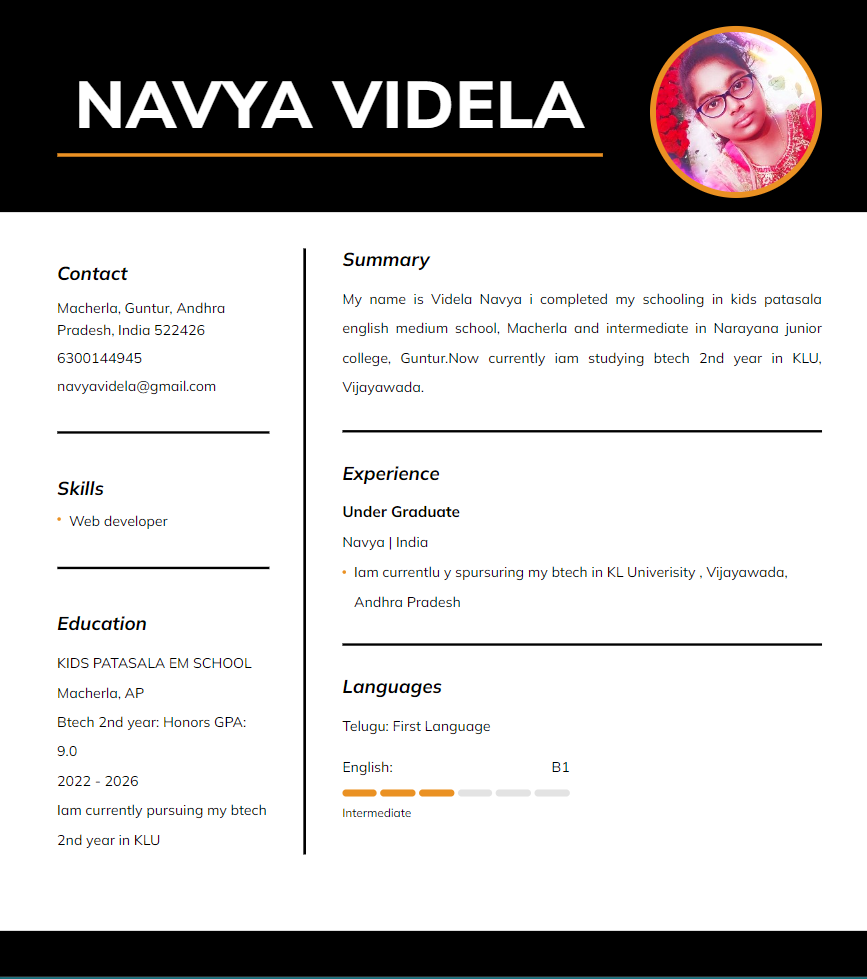 NAVYA VIDELA
Contact
Macherla, Guntur, Andhra
Pradesh, India 522426
6300144945
navyavidela@gmail.com
Skills
Web developer
Education
KIDS PATASALA EM SCHOOL
Macherla, AP
Btech 2nd year: Honors GPA:
9.0
2022 - 2026
Iam currently pursuing my btech
2nd year in KLU
Summary
My name is Videla Navya i completed my schooling in kids patasala
english medium school, Macherla and intermediate in Narayana junior
college, Guntur.Now currently iam studying btech 2nd year in KLU,
Vijayawada.
Experience
Under Graduate
Navya | India
Iam currentlu y spursuring my btech in KL Univerisity , Vijayawada,
Andhra Pradesh
Languages
Telugu: First Language
English: B1
Intermediate